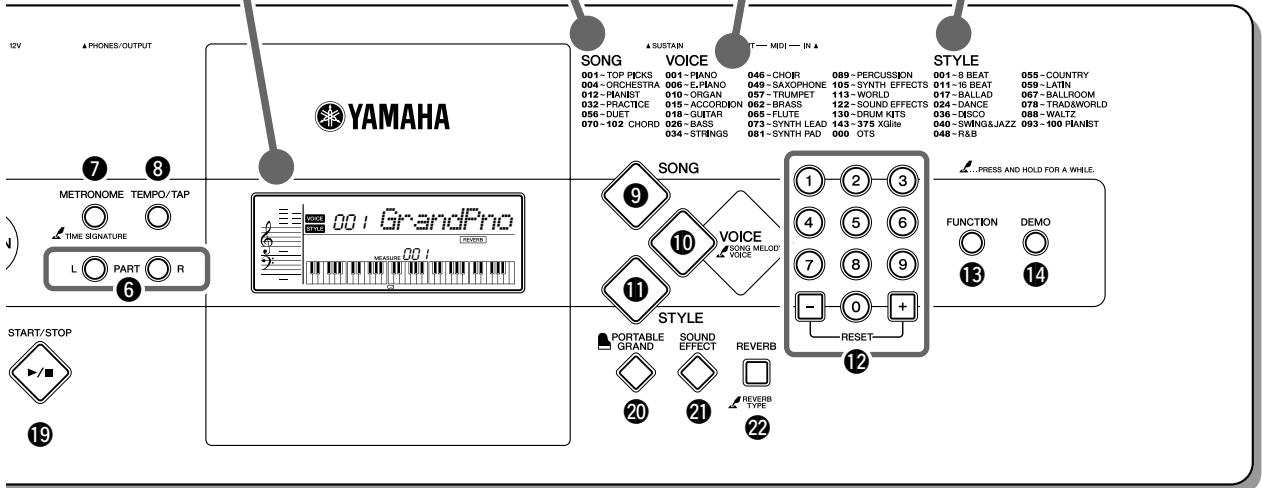 12V
▲PHONES/OUTPUT
▲SUSTAIN
MIDI — IN ▲
YAMAHA
SONG
001~TOP PICKS
004~ORCHESTRA
012~PIANIST
032~PRACTICE
056~DUET
070~102 CHORD
VOICE
001~PIANO
006~E.PIANO
010~ORGAN
015~ACCORDION
018~GUITAR
026~BASS
034~STRINGS
046~CHOIR
049~SAXOPHONE
057~TRUMPET
062~BRASS
065~FLUTE
073~SYNTH LEAD
081~SYNTH PAD
089~PERCUSSION
105~SYNTH EFFECTS
113~WORLD
122~SOUND EFFECTS
130~DRUM KITS
143~375 XGlite
000 OTS
STYLE
001~8 BEAT
011~16 BEAT
017~BALLAD
024~DANCE
036~DISCO
040~SWING&JAZZ
048~R&B
055~COUNTRY
059~LATIN
067~BALLROOM
078~TRAD&WORLD
088~WALTZ
093~100 PIANIST
...PRESS AND HOLD FOR A WHILE.
7
8
METRONOME
TEMPO/TAP
TIME SIGNATURE
N
L
PART
R
6
VOICE
STYLE
001 GrandPno
REVERB
MEASURE 001
SONG
9
10
VOICE
SONG MELODY
VOICE
11
STYLE
1
2
3
4
5
6
7
8
9
-
0
+
RESET
12
FUNCTION
13
DEMO
14
START/STOP
►/■
19
PORTABLE
GRAND
20
SOUND
EFFECT
21
REVERB
REVERB
TYPE
22